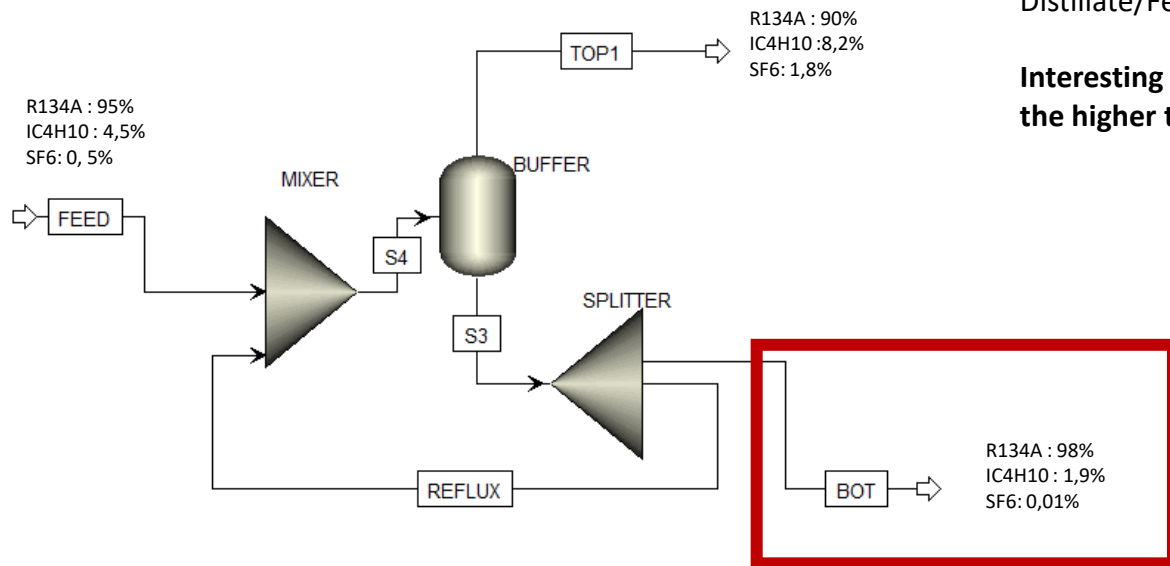 Distillate/Fe
R134A : 90%
IC4H10 :8,2%
SF6: 1,8%
TOP1
Interesting
the higher t
R134A : 95%
IC4H10 : 4,5%
SF6: 0, 5%
MIXER
BUFFER
FEED
S4
S3
SPLITTER
REFLUX
BOT
R134A : 98%
IC4H10 : 1,9%
SF6: 0,01%